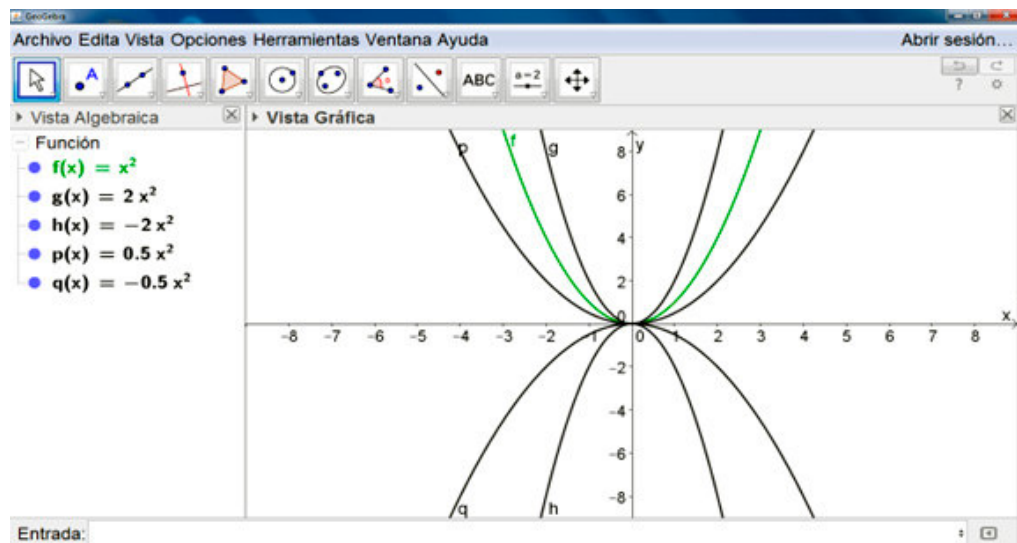 GeoGebra
Archivo Edita Vista Opciones Herramientas Ventana Ayuda
Abrir sesión...
A
ABC
a=2
?
Vista Algebraica
Vista Gráfica
Función
f(x) = x²
g(x) = 2 x²
h(x) = −2 x²
p(x) = 0.5 x²
q(x) = −0.5 x²
p f g 8 y
6
4
2
0 x
-8 -7 -6 -5 -4 -3 -2 -1 0 1 2 3 4 5 6 7 8
-2
-4
-6
-8
q h
Entrada: